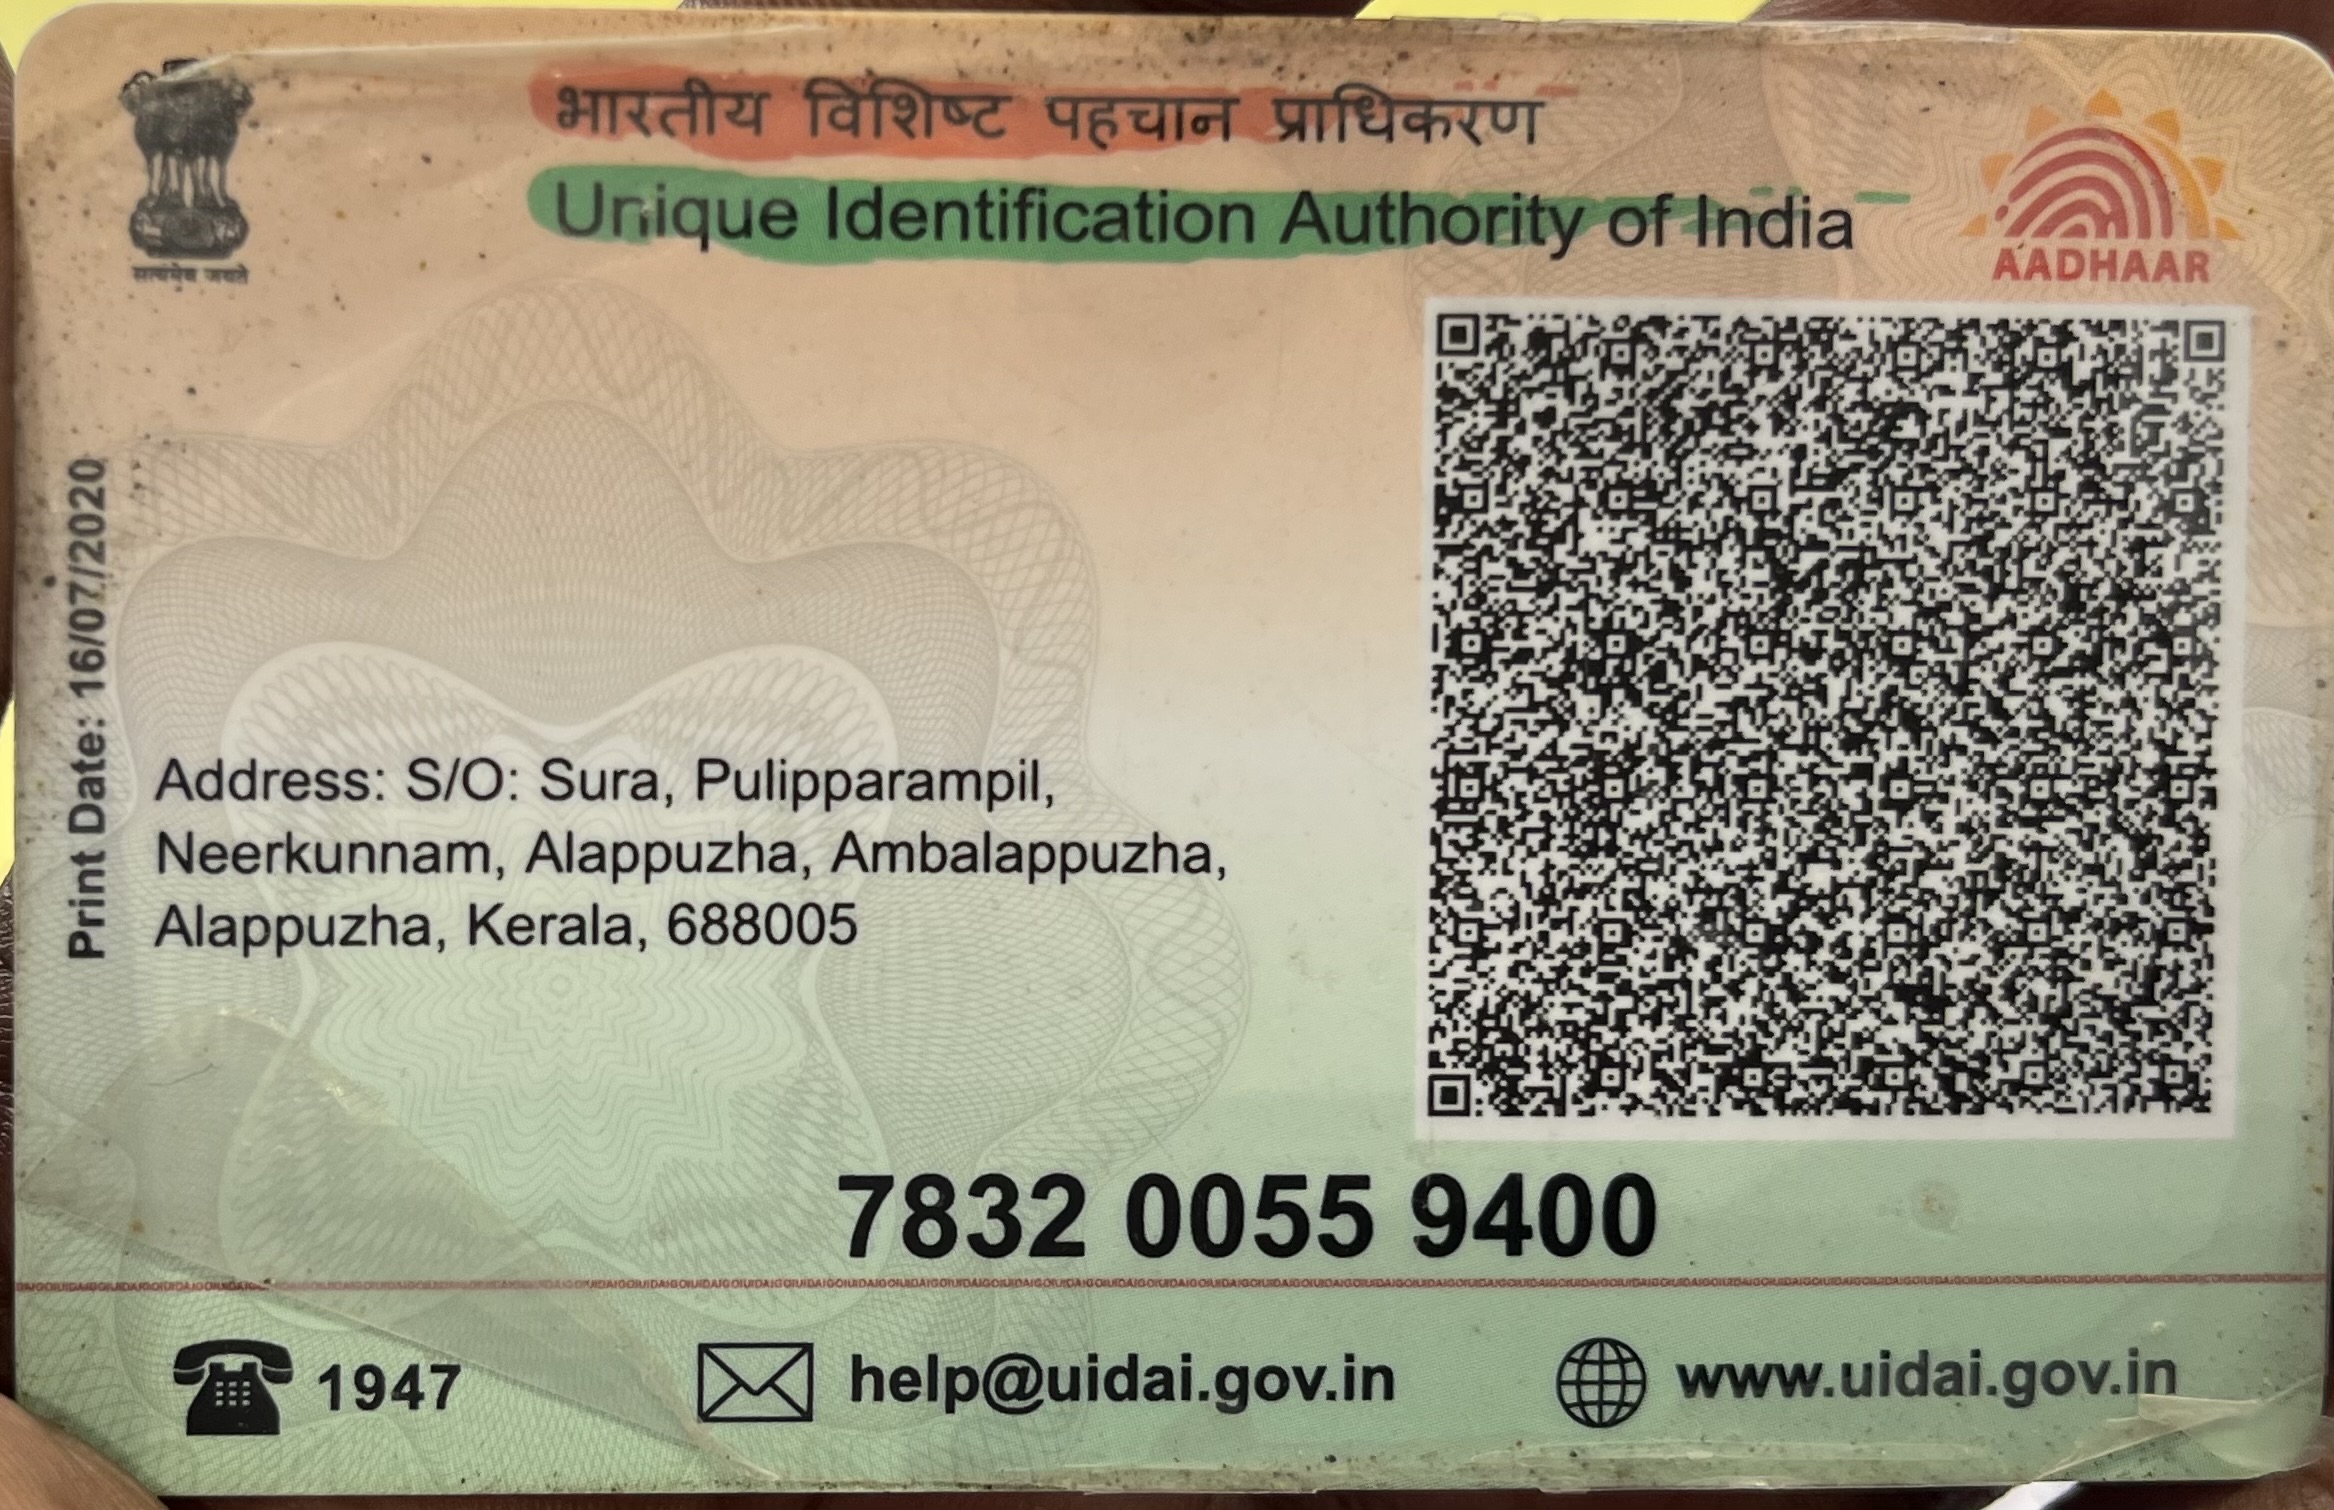 भारतीय विशिष्ट पहचान प्राधिकरण
Unique Identification Authority of India
सत्यमेव जयते
AADHAAR
Print Date: 16/07/2020
Address: S/O: Sura, Pulipparampil,
Neerkunnam, Alappuzha, Ambalappuzha,
Alappuzha, Kerala, 688005
7832 0055 9400
1947
help@uidai.gov.in
www.uidai.gov.in